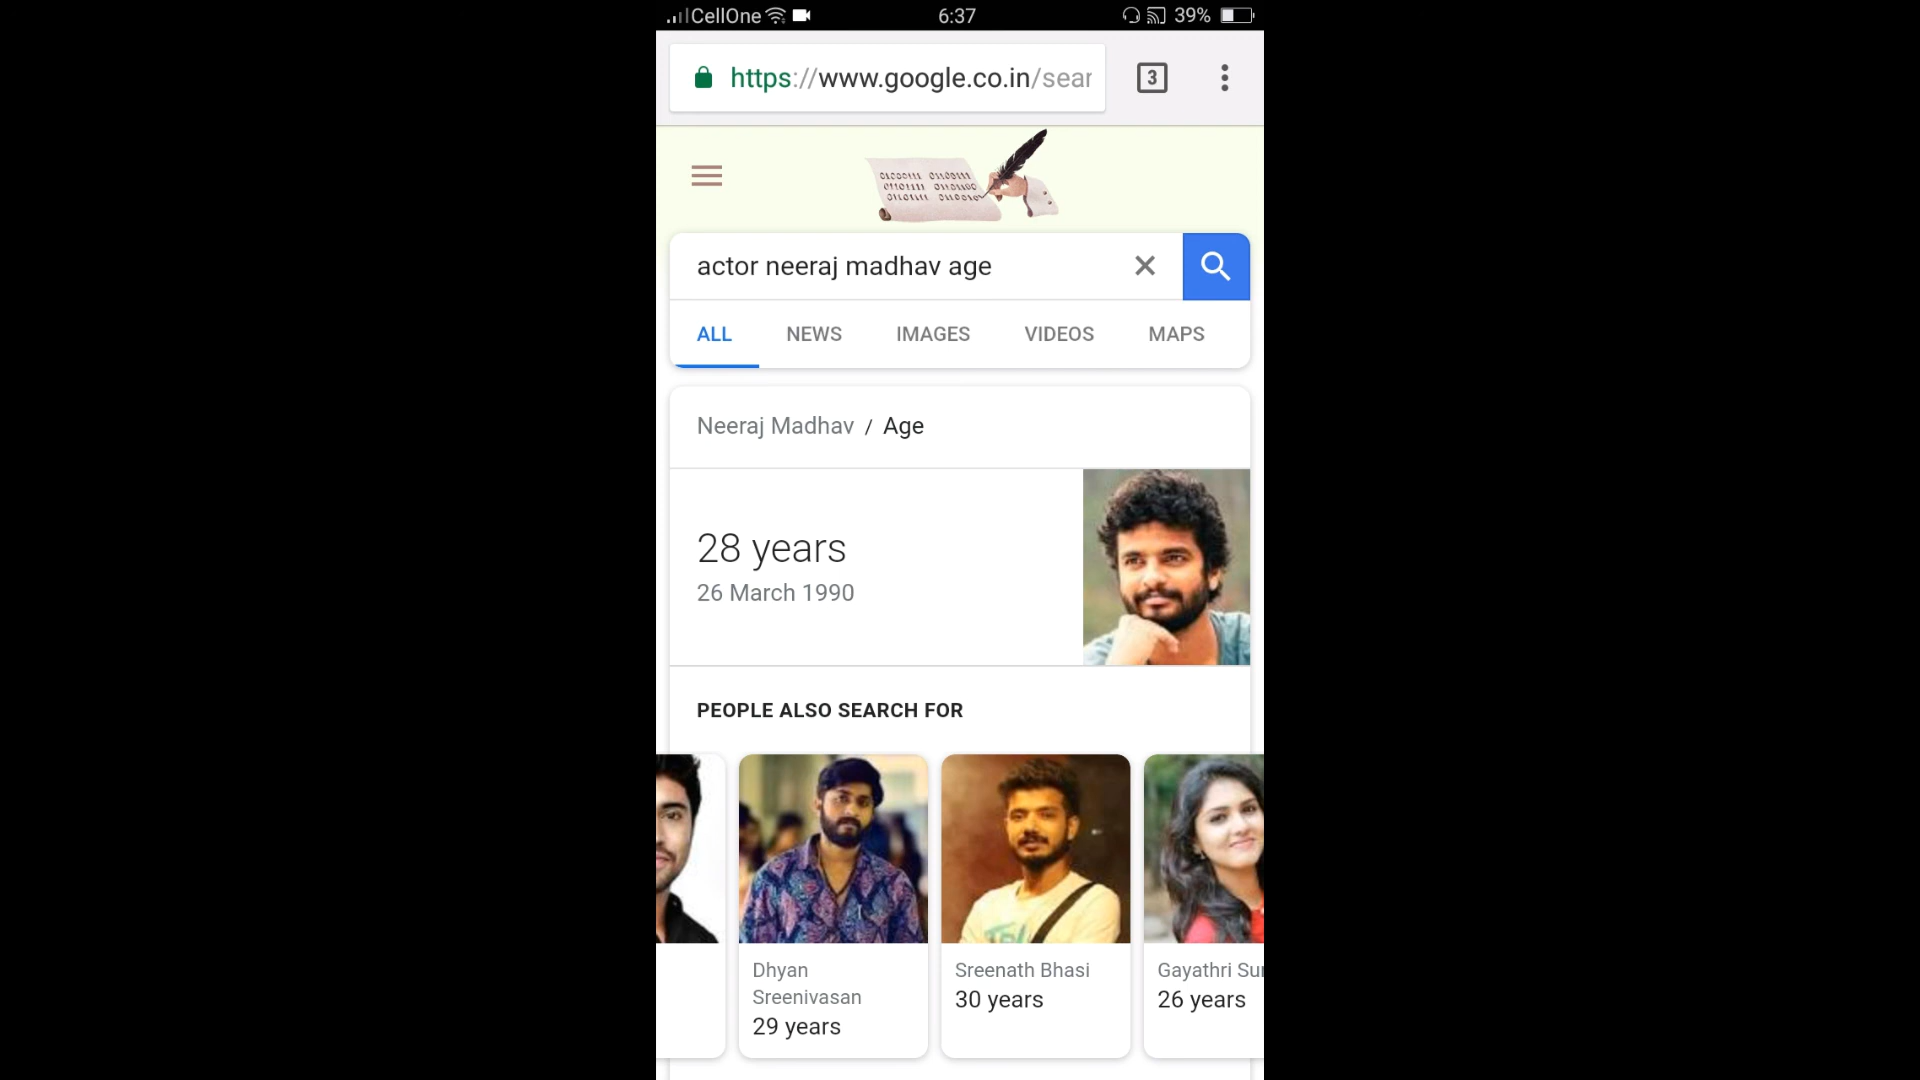 CellOne
6:37
39%
https://www.google.co.in/sear
3
actor neeraj madhav age
ALL NEWS IMAGES VIDEOS MAPS
Neeraj Madhav / Age
28 years
26 March 1990
PEOPLE ALSO SEARCH FOR
Dhyan
Sreenivasan
29 years
Sreenath Bhasi
30 years
Gayathri
26 years